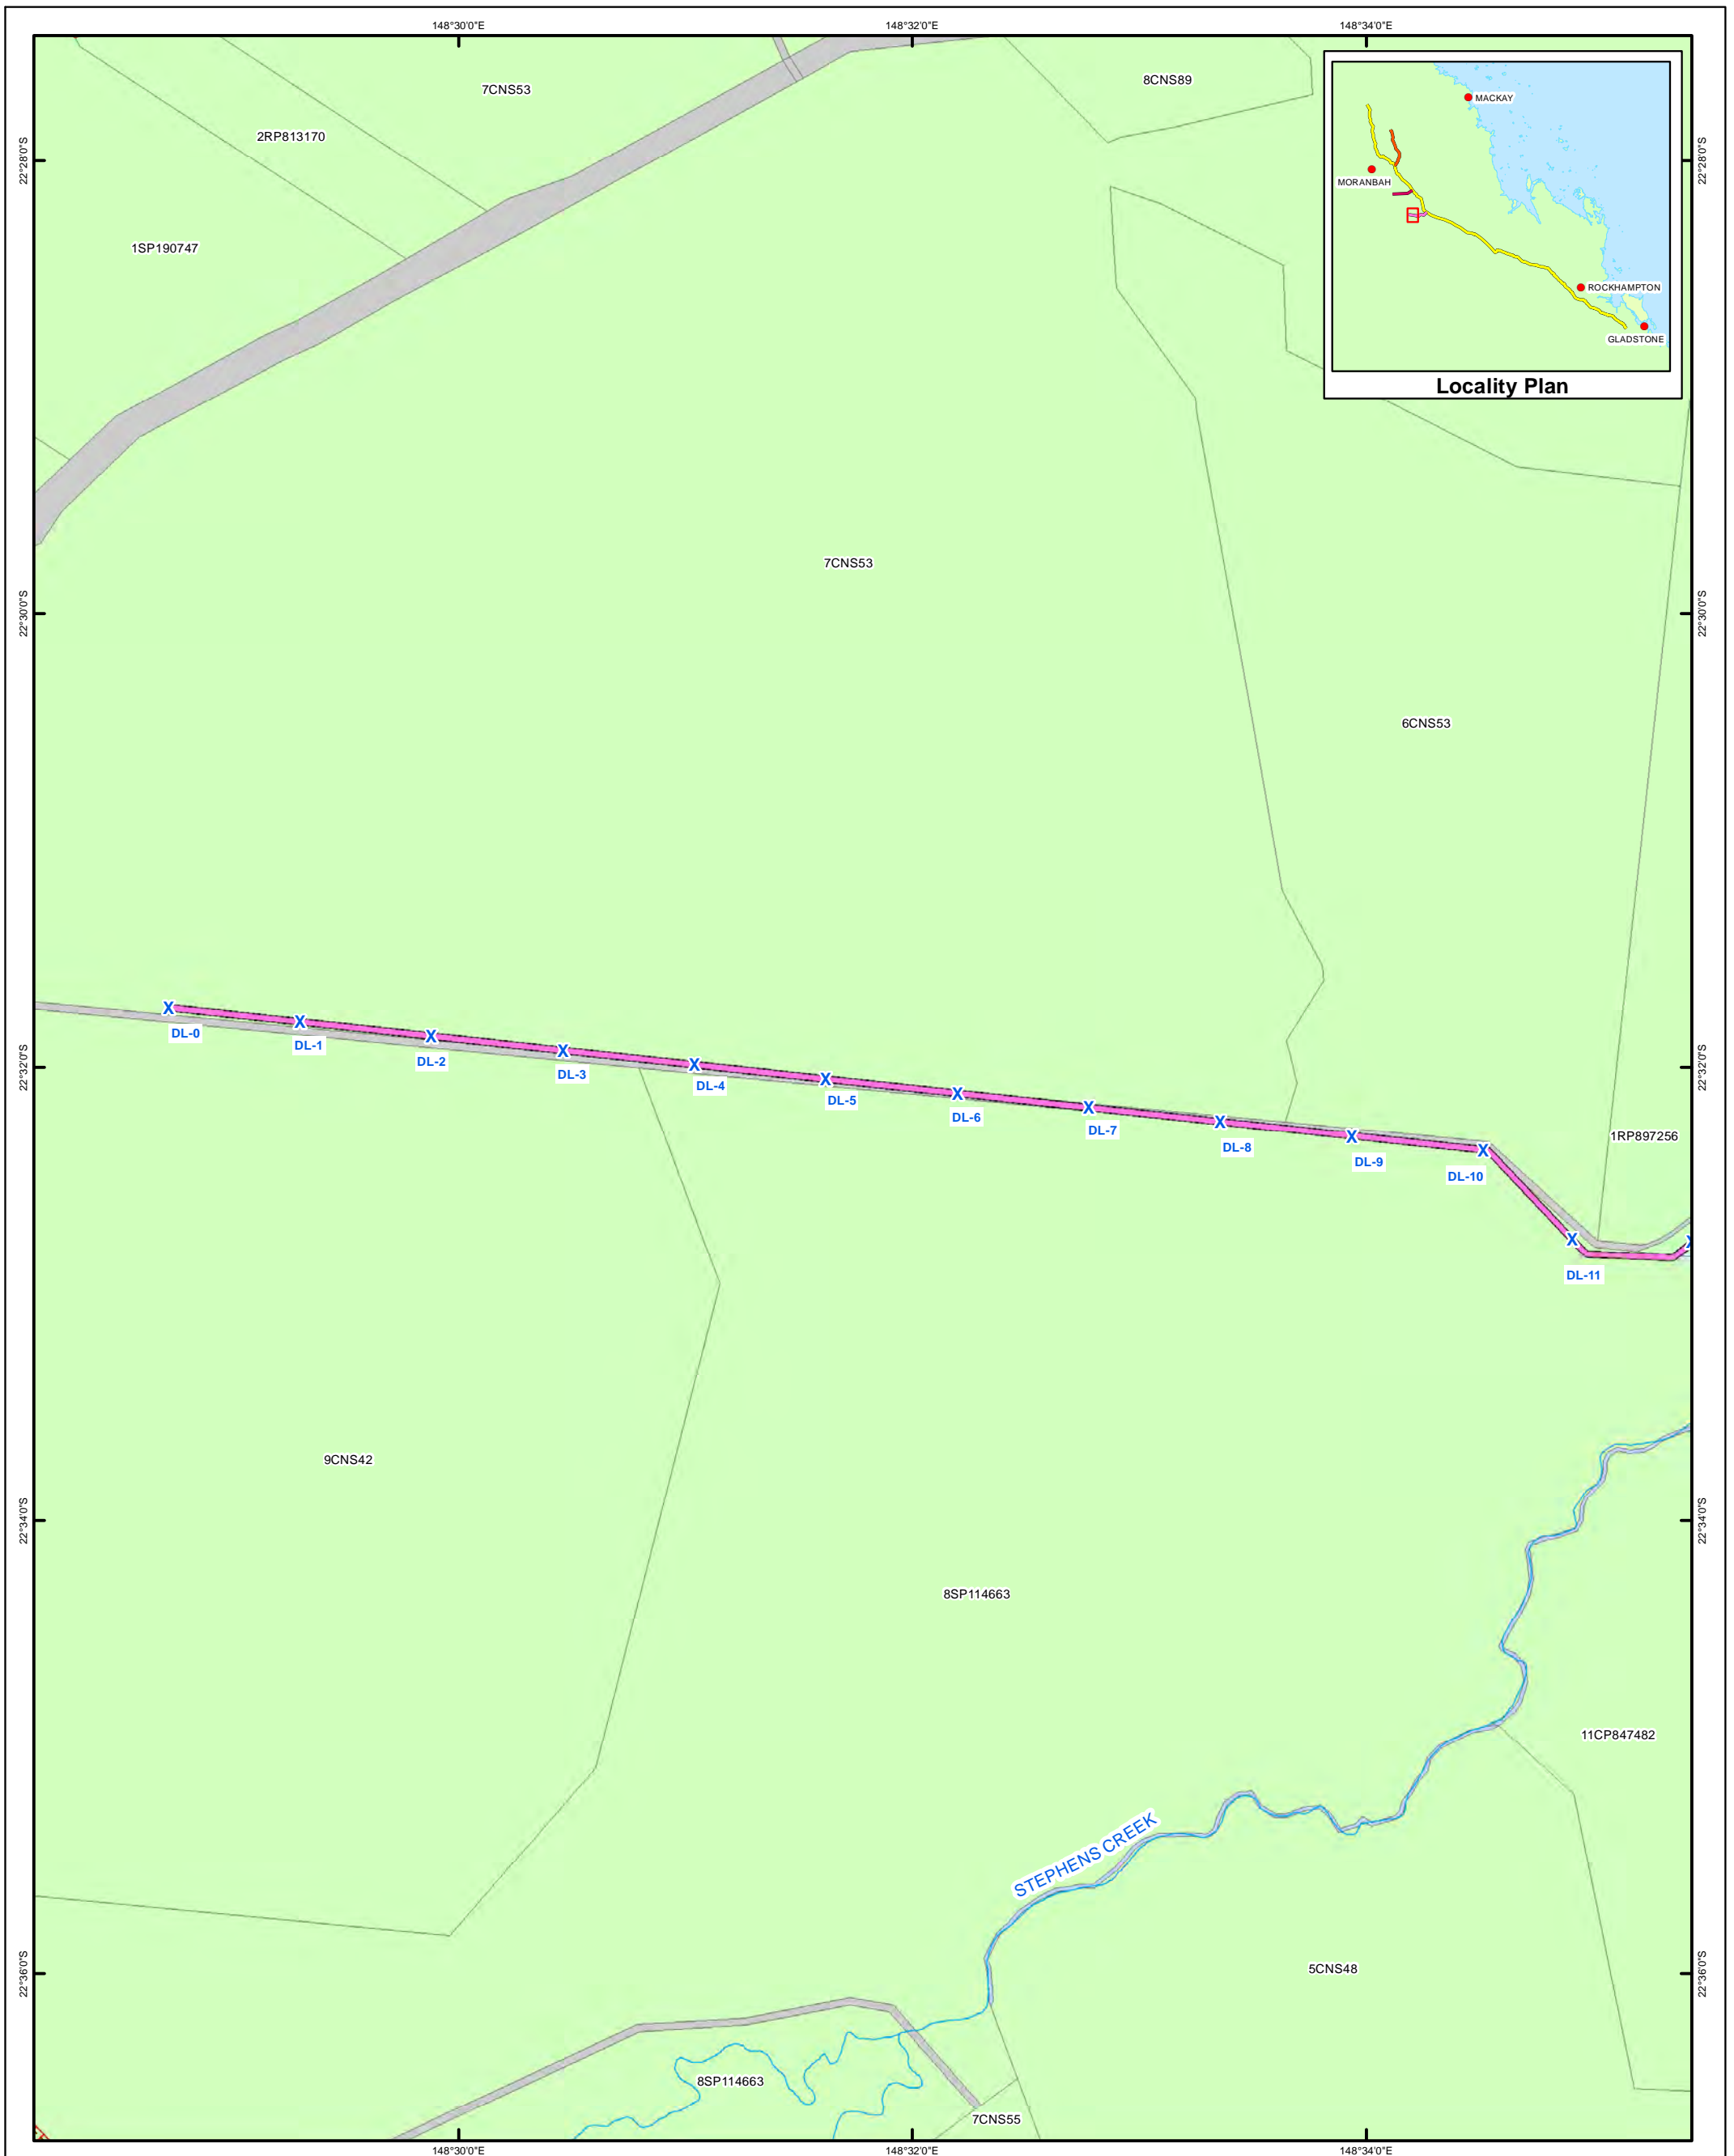 148°30'0"E
148°32'0"E
148°34'0"E
7CNS53
8CNS89
2RP813170
1SP190747
MACKAY
MORANBAH
ROCKHAMPTON
GLADSTONE
Locality Plan
22°28'0"S
22°28'0"S
7CNS53
22°30'0"S
22°30'0"S
6CNS53
X
X
X
X
X
X
X
X
X
X
X
X
X
DL-0
DL-1
DL-2
DL-3
DL-4
DL-5
DL-6
DL-7
DL-8
DL-9
DL-10
DL-11
22°32'0"S
22°32'0"S
1RP897256
9CNS42
22°34'0"S
22°34'0"S
8SP114663
11CP847482
STEPHENS CREEK
5CNS48
22°36'0"S
22°36'0"S
8SP114663
7CNS55
148°30'0"E
148°32'0"E
148°34'0"E